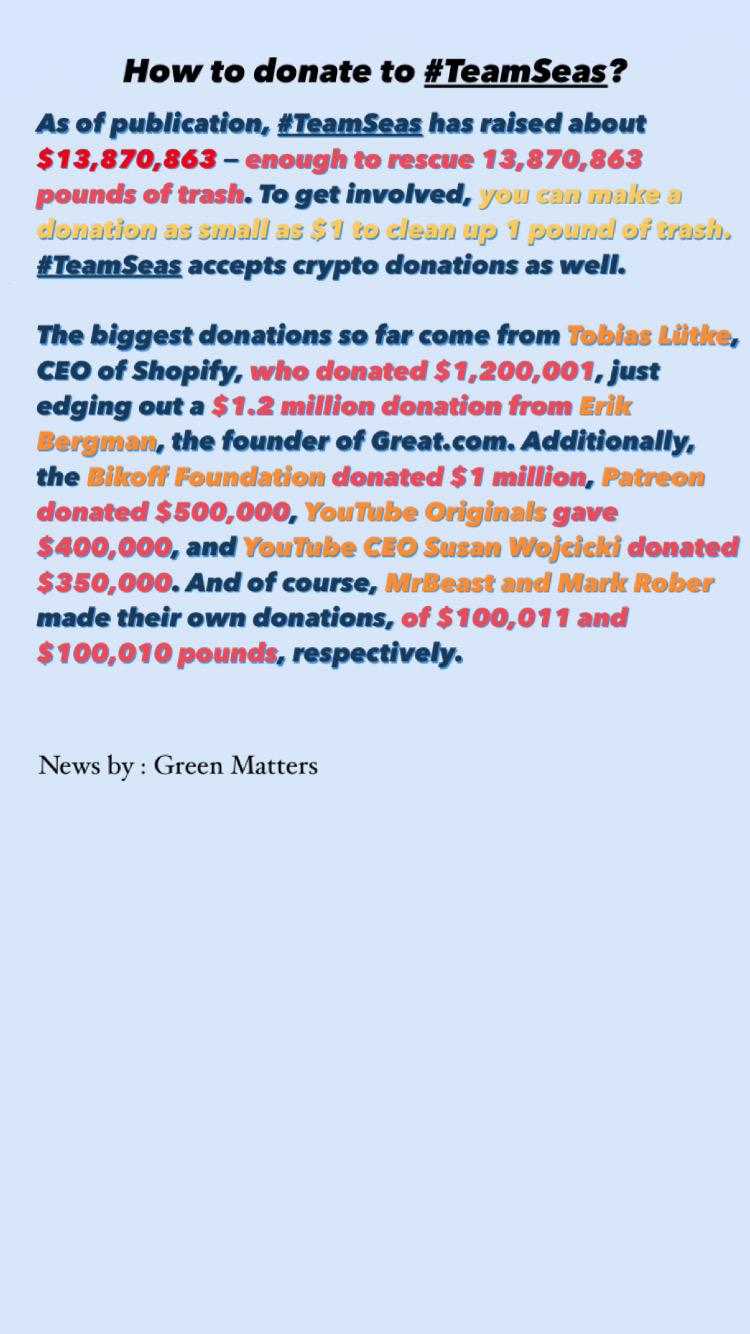 How to donate to #TeamSeas?
As of publication, #TeamSeas has raised about
$13,870,863 — enough to rescue 13,870,863
pounds of trash. To get involved, you can make a
donation as small as $1 to clean up 1 pound of trash.
#TeamSeas accepts crypto donations as well.
The biggest donations so far come from Tobias Lütke,
CEO of Shopify, who donated $1,200,001, just
edging out a $1.2 million donation from Erik
Bergman, the founder of Great.com. Additionally,
the Bikoff Foundation donated $1 million, Patreon
donated $500,000, YouTube Originals gave
$400,000, and YouTube CEO Susan Wojcicki donated
$350,000. And of course, MrBeast and Mark Rober
made their own donations, of $100,011 and
$100,010 pounds, respectively.
News by : Green Matters